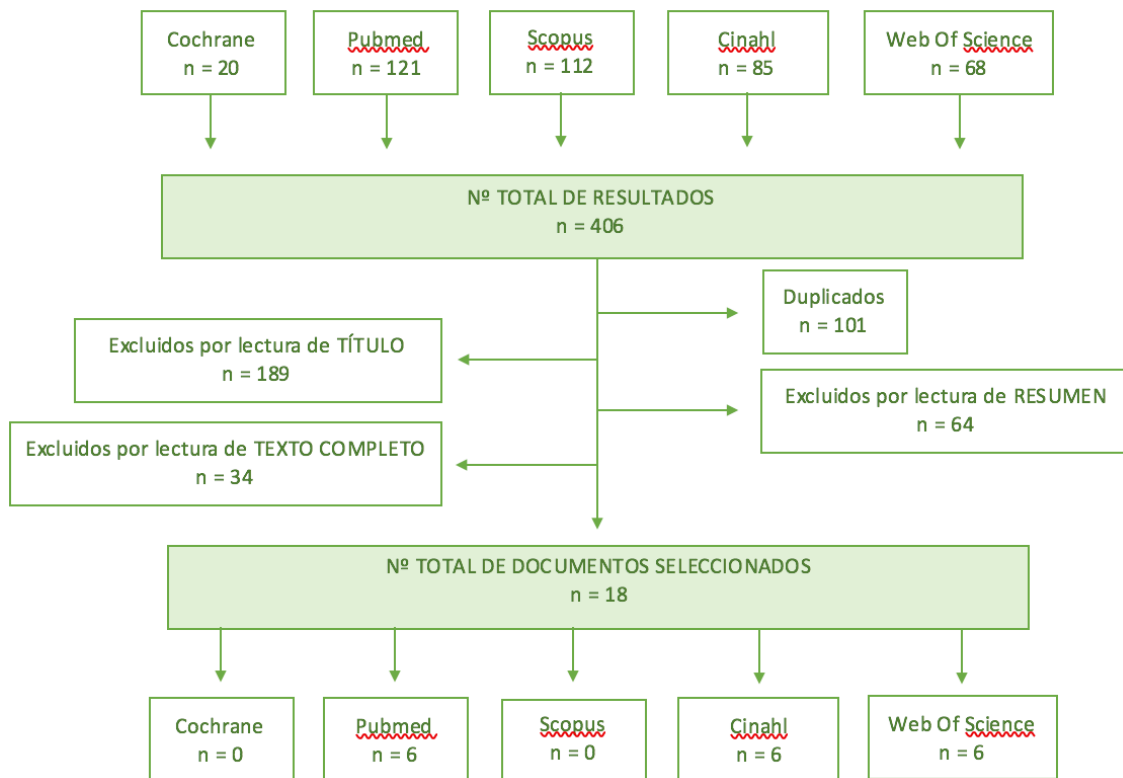 Cochrane
n = 20
Pubmed
n = 121
Scopus
n = 112
Cinahl
n = 85
Web Of Science
n = 68
Nº TOTAL DE RESULTADOS
n = 406
Duplicados
n = 101
Excluidos por lectura de TÍTULO
n = 189
Excluidos por lectura de RESUMEN
n = 64
Excluidos por lectura de TEXTO COMPLETO
n = 34
Nº TOTAL DE DOCUMENTOS SELECCIONADOS
n = 18
Cochrane
n = 0
Pubmed
n = 6
Scopus
n = 0
Cinahl
n = 6
Web Of Science
n = 6